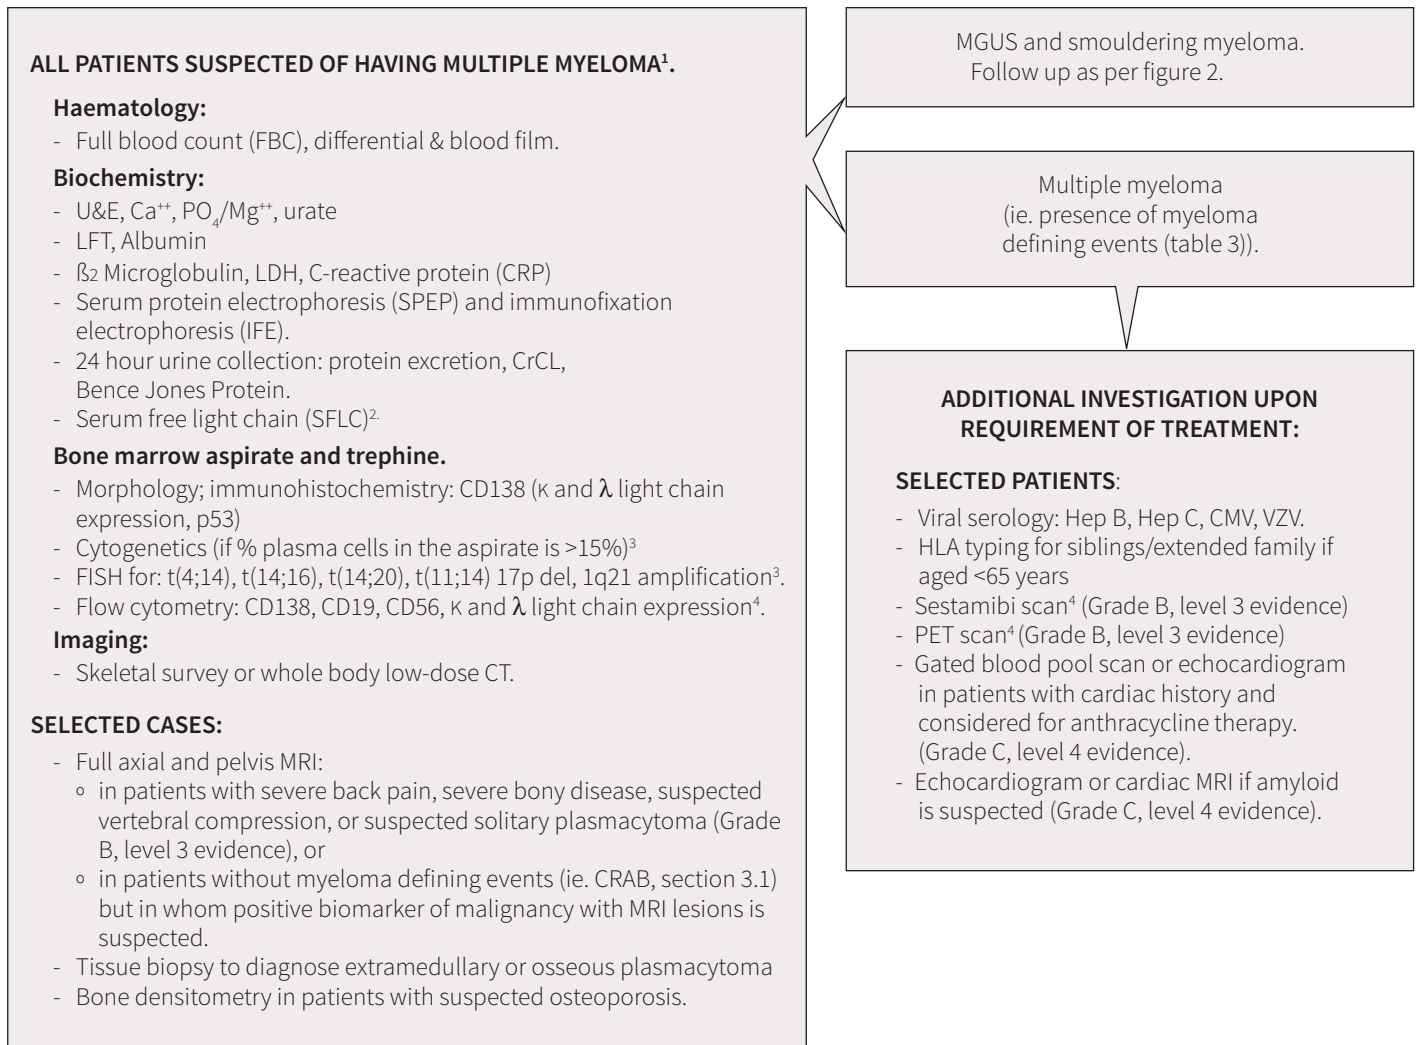 ALL PATIENTS SUSPECTED OF HAVING MULTIPLE MYELOMA¹.
Haematology:
- Full blood count (FBC), differential & blood film.
Biochemistry:
- U&E, Ca⁺⁺, PO₄/Mg⁺⁺, urate
- LFT, Albumin
- ß2 Microglobulin, LDH, C-reactive protein (CRP)
- Serum protein electrophoresis (SPEP) and immunofixation
electrophoresis (IFE).
- 24 hour urine collection: protein excretion, CrCL,
Bence Jones Protein.
- Serum free light chain (SFLC)².
Bone marrow aspirate and trephine.
- Morphology; immunohistochemistry: CD138 (κ and λ light chain
expression, p53)
- Cytogenetics (if % plasma cells in the aspirate is >15%)³
- FISH for: t(4;14), t(14;16), t(14;20), t(11;14) 17p del, 1q21 amplification³.
- Flow cytometry: CD138, CD19, CD56, κ and λ light chain expression⁴.
Imaging:
- Skeletal survey or whole body low-dose CT.
SELECTED CASES:
- Full axial and pelvis MRI:
o in patients with severe back pain, severe bony disease, suspected
vertebral compression, or suspected solitary plasmacytoma (Grade
B, level 3 evidence), or
o in patients without myeloma defining events (ie. CRAB, section 3.1)
but in whom positive biomarker of malignancy with MRI lesions is
suspected.
- Tissue biopsy to diagnose extramedullary or osseous plasmacytoma
- Bone densitometry in patients with suspected osteoporosis.
MGUS and smouldering myeloma.
Follow up as per figure 2.
Multiple myeloma
(ie. presence of myeloma
defining events (table 3)).
ADDITIONAL INVESTIGATION UPON
REQUIREMENT OF TREATMENT:
SELECTED PATIENTS:
- Viral serology: Hep B, Hep C, CMV, VZV.
- HLA typing for siblings/extended family if
aged <65 years
- Sestamibi scan⁴ (Grade B, level 3 evidence)
- PET scan⁴ (Grade B, level 3 evidence)
- Gated blood pool scan or echocardiogram
in patients with cardiac history and
considered for anthracycline therapy.
(Grade C, level 4 evidence).
- Echocardiogram or cardiac MRI if amyloid
is suspected (Grade C, level 4 evidence).